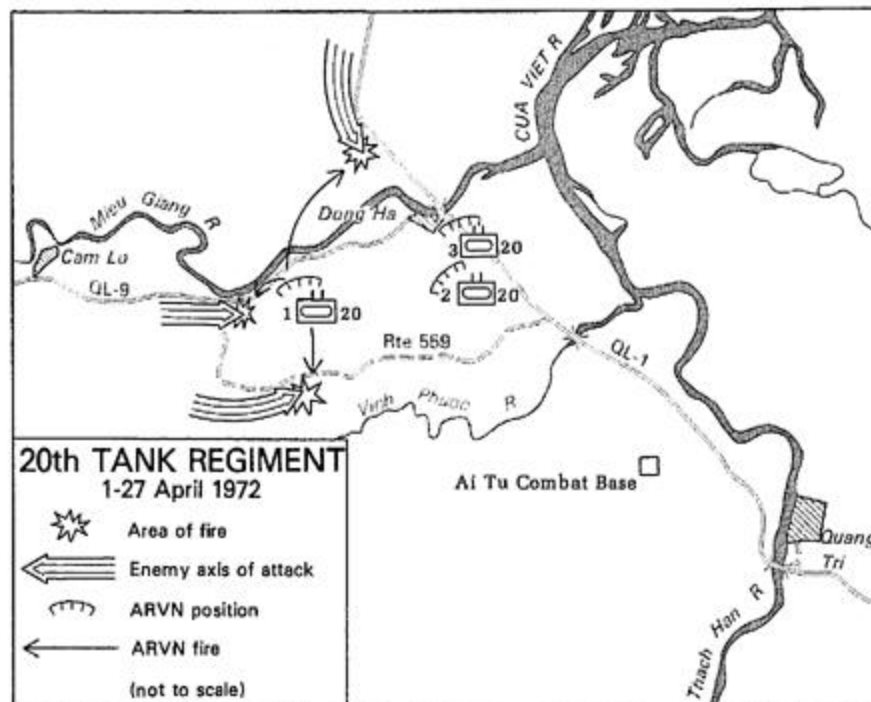 CUA VIET R
Mieu Giang R
Dong Ha
Cam Lo
QL-9
3 20
2 20
1 20
Rte 559
QL-1
Vinh Phuoc R
Ai Tu Combat Base
Quang
Tri
Thach Han R
20th TANK REGIMENT
1-27 April 1972
Area of fire
Enemy axis of attack
ARVN position
ARVN fire
(not to scale)